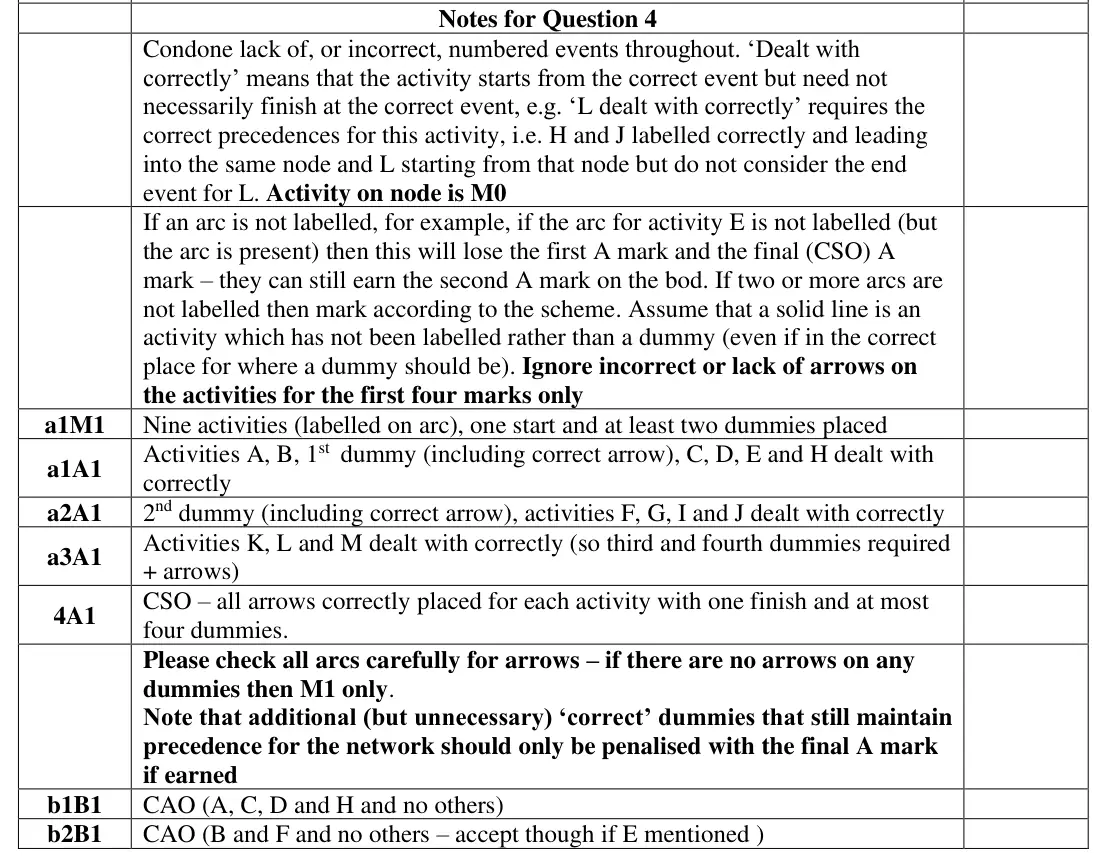 Notes for Question 4
Condone lack of, or incorrect, numbered events throughout. ‘Dealt with
correctly’ means that the activity starts from the correct event but need not
necessarily finish at the correct event, e.g. ‘L dealt with correctly’ requires the
correct precedences for this activity, i.e. H and J labelled correctly and leading
into the same node and L starting from that node but do not consider the end
event for L. Activity on node is M0
If an arc is not labelled, for example, if the arc for activity E is not labelled (but
the arc is present) then this will lose the first A mark and the final (CSO) A
mark – they can still earn the second A mark on the bod. If two or more arcs are
not labelled then mark according to the scheme. Assume that a solid line is an
activity which has not been labelled rather than a dummy (even if in the correct
place for where a dummy should be). Ignore incorrect or lack of arrows on
the activities for the first four marks only
a1M1 Nine activities (labelled on arc), one start and at least two dummies placed
a1A1 Activities A, B, 1st dummy (including correct arrow), C, D, E and H dealt with
correctly
a2A1 2nd dummy (including correct arrow), activities F, G, I and J dealt with correctly
a3A1 Activities K, L and M dealt with correctly (so third and fourth dummies required
+ arrows)
4A1 CSO – all arrows correctly placed for each activity with one finish and at most
four dummies.
Please check all arcs carefully for arrows – if there are no arrows on any
dummies then M1 only.
Note that additional (but unnecessary) ‘correct’ dummies that still maintain
precedence for the network should only be penalised with the final A mark
if earned
b1B1 CAO (A, C, D and H and no others)
b2B1 CAO (B and F and no others – accept though if E mentioned )